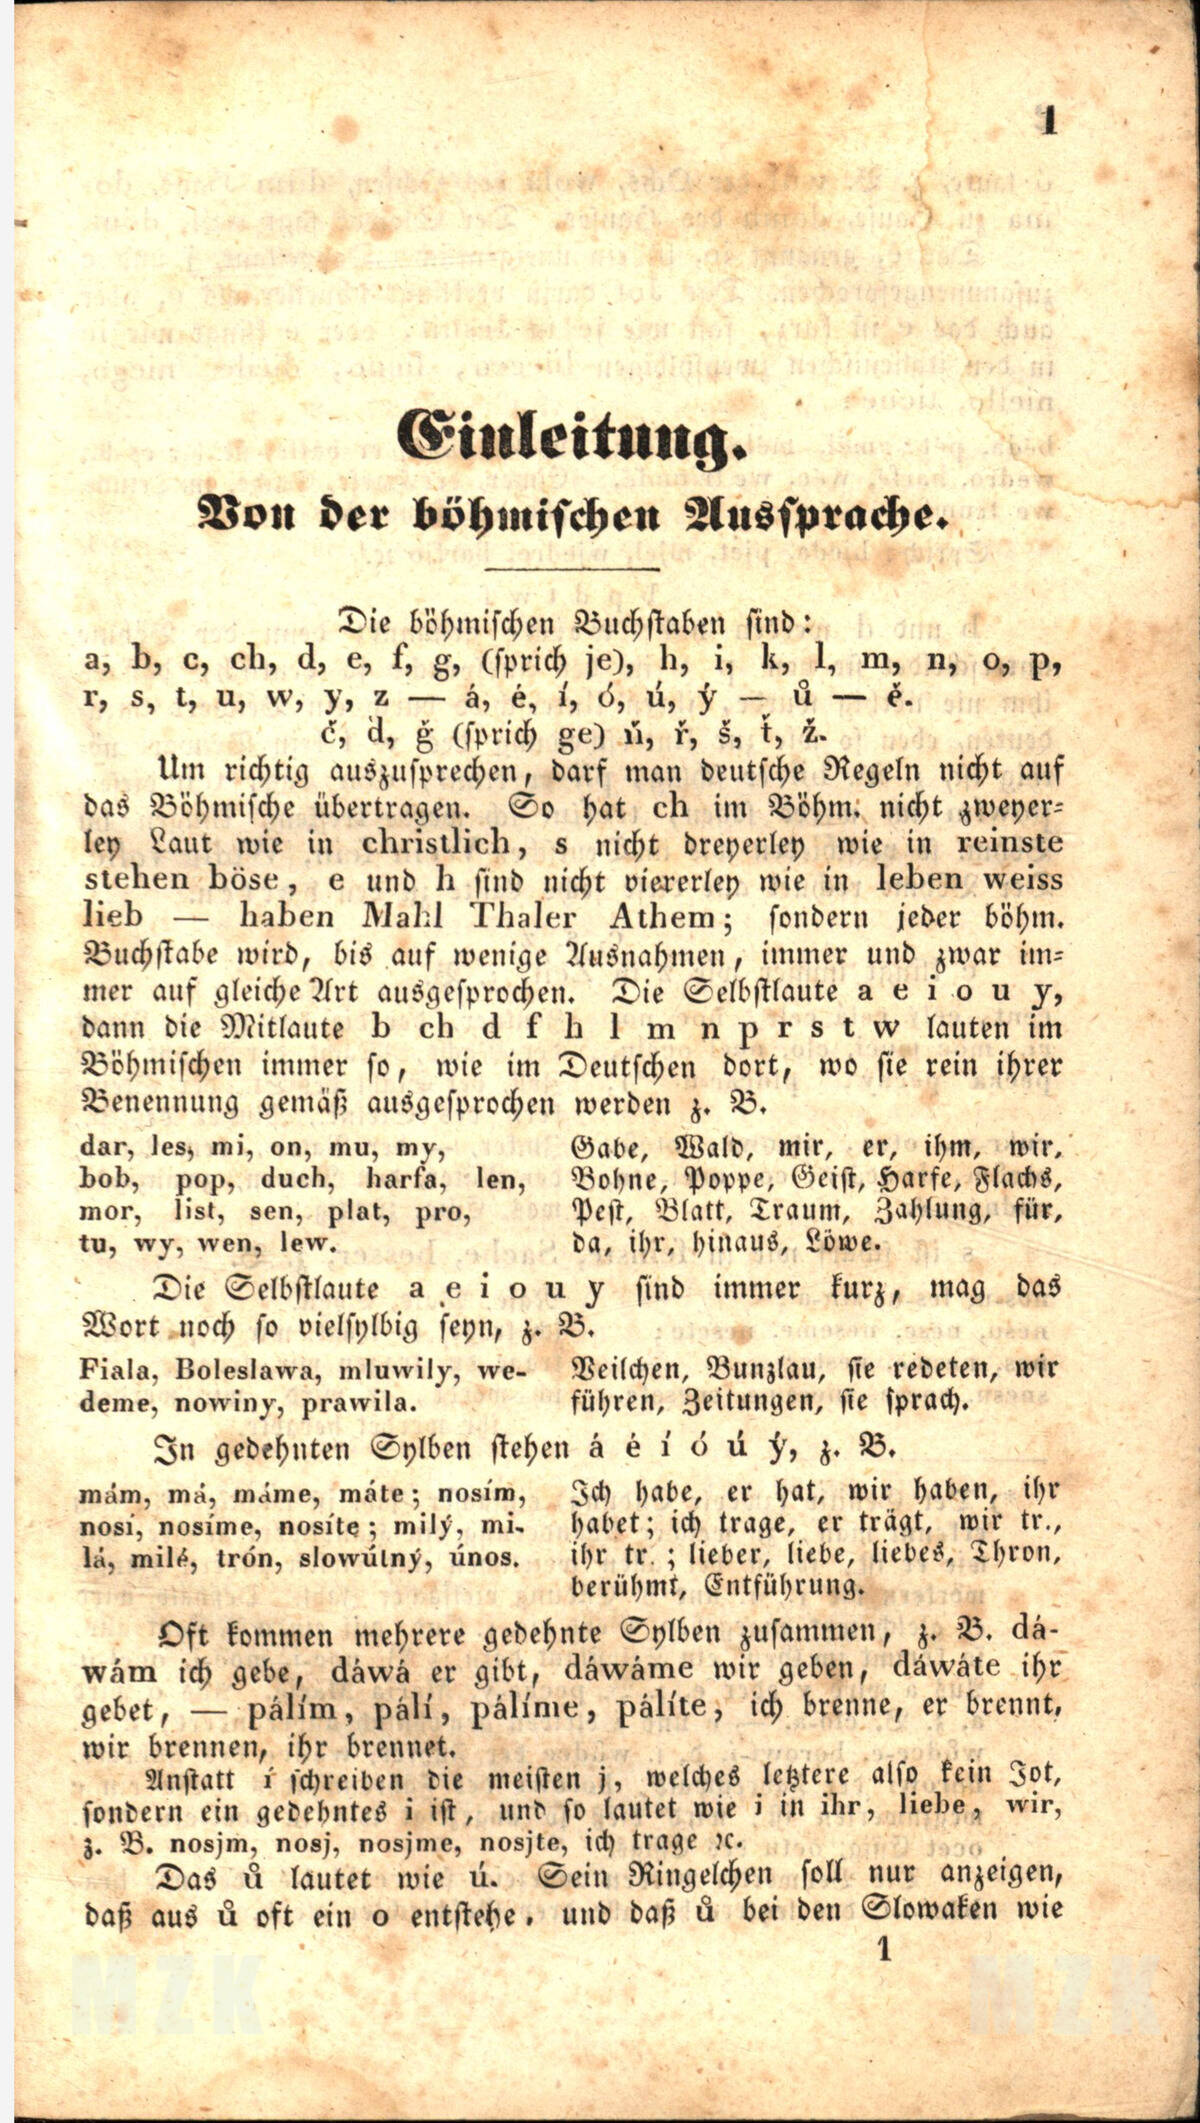 1
Einleitung.
Von der böhmischen Aussprache.
Die böhmischen Buchstaben sind:
a, b, c, ch, d, e, f, g, (sprich je), h, i, k, l, m, n, o, p,
r, s, t, u, w, y, z — á, é, í, ó, ú, ý — ů — ě.
č, ď, ǧ (sprich ge) ň, ř, š, ť, ž.
Um richtig auszusprechen, darf man deutsche Regeln nicht auf
das Böhmische übertragen. So hat ch im Böhm. nicht zweyer-
ley Laut wie in christlich, s nicht dreyerley wie in reinste
stehen böse, e und h sind nicht viererley wie in leben weiss
lieb — haben Mahl Thaler Athem; sondern jeder böhm.
Buchstabe wird, bis auf wenige Ausnahmen, immer und zwar im-
mer auf gleiche Art ausgesprochen. Die Selbstlaute a e i o u y,
dann die Mitlaute b ch d f h l m n p r s t w lauten im
Böhmischen immer so, wie im Deutschen dort, wo sie rein ihrer
Benennung gemäß ausgesprochen werden z. B.
dar, les, mi, on, mu, my, Gabe, Wald, mir, er, ihm, wir,
bob, pop, duch, harfa, len, Bohne, Poppe, Geist, Harfe, Flachs,
mor, list, sen, plat, pro, Pest, Blatt, Traum, Zahlung, für,
tu, wy, wen, lew. da, ihr, hinaus, Löwe.
Die Selbstlaute a e i o u y sind immer kurz, mag das
Wort noch so vielsylbig seyn, z. B.
Fiala, Boleslawa, mluwily, we- Veilchen, Bunzlau, sie redeten, wir
deme, nowiny, prawila. führen, Zeitungen, sie sprach.
In gedehnten Sylben stehen á é í ó ú ý, z. B.
mám, má, máme, máte; nosím, Ich habe, er hat, wir haben, ihr
nosí, nosíme, nosíte; milý, mi- habet; ich trage, er trägt, wir tr.,
lá, milé, trón, slowútný, únos. ihr tr.; lieber, liebe, liebes, Thron,
berühmt, Entführung.
Oft kommen mehrere gedehnte Sylben zusammen, z. B. dá-
wám ich gebe, dáwá er gibt, dáwáme wir geben, dáwáte ihr
gebet, — pálím, pálí, pálíme, pálíte, ich brenne, er brennt,
wir brennen, ihr brennet.
Anstatt í schreiben die meisten j, welches letztere also kein Jot,
sondern ein gedehntes i ist, und so lautet wie i in ihr, liebe, wir,
z. B. nosjm, nosj, nosjme, nosjte, ich trage ꝛc.
Das ů lautet wie ú. Sein Ringelchen soll nur anzeigen,
daß aus ů oft ein o entstehe, und daß ů bei den Slowaken wie
1
MZK MZK